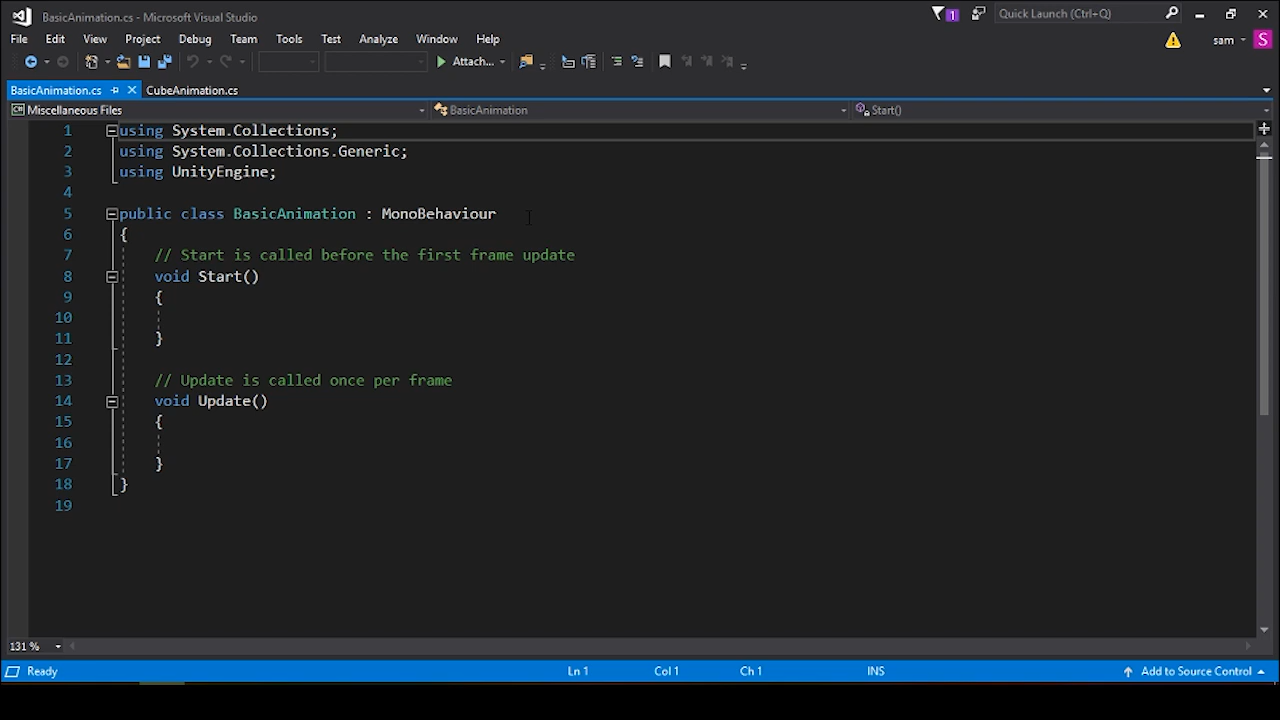 BasicAnimation.cs - Microsoft Visual Studio
1
Quick Launch (Ctrl+Q)
File Edit View Project Debug Team Tools Test Analyze Window Help
sam S
Attach...
BasicAnimation.cs CubeAnimation.cs
C# Miscellaneous Files BasicAnimation Start()
1 using System.Collections;
2 using System.Collections.Generic;
3 using UnityEngine;
4
5 public class BasicAnimation : MonoBehaviour
6 {
7 // Start is called before the first frame update
8 void Start()
9 {
10
11 }
12
13 // Update is called once per frame
14 void Update()
15 {
16
17 }
18 }
19
131 %
Ready Ln 1 Col 1 Ch 1 INS Add to Source Control